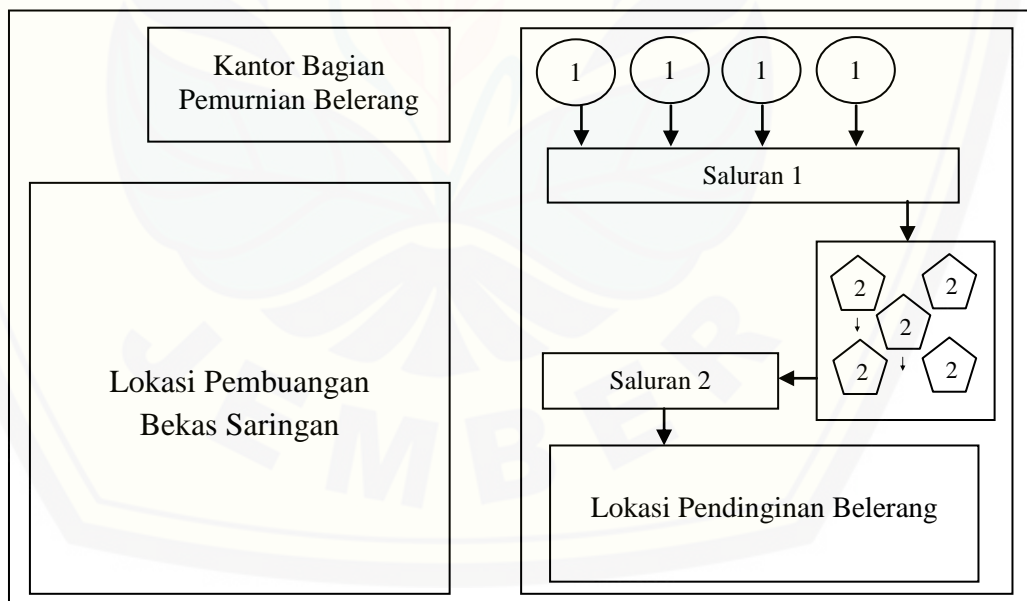 Kantor Bagian
Pemurnian Belerang
Lokasi Pembuangan
Bekas Saringan
1 1 1 1
Saluran 1
2 2
2
2 2
Saluran 2
Lokasi Pendinginan Belerang
JEMBER